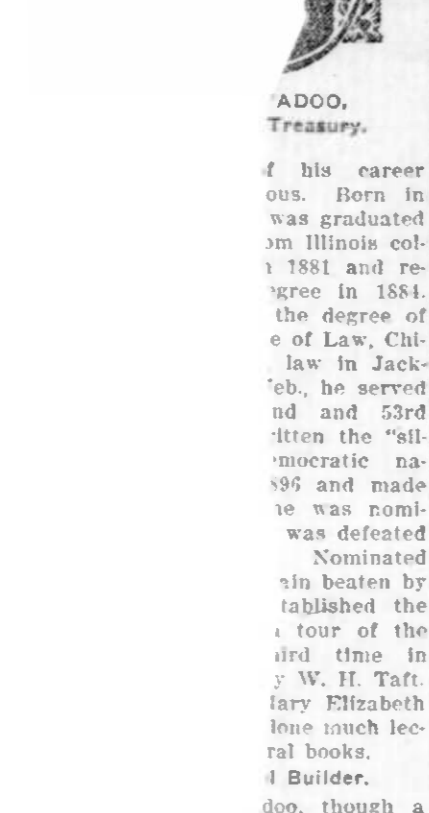 ADOO,
Treasury.
f his career
ous. Born in
was graduated
om Illinois col-
1881 and re-
egree in 1884.
the degree of
e of Law, Chi-
law in Jack-
eb., he served
nd and 53rd
itten the "sil-
mocratic na-
896 and made
he was nomi-
was defeated
Nominated
ain beaten by
tablished the
a tour of the
hird time in
y W. H. Taft.
lary Elizabeth
done much lec-
ral books.
d Builder.
doo, though a